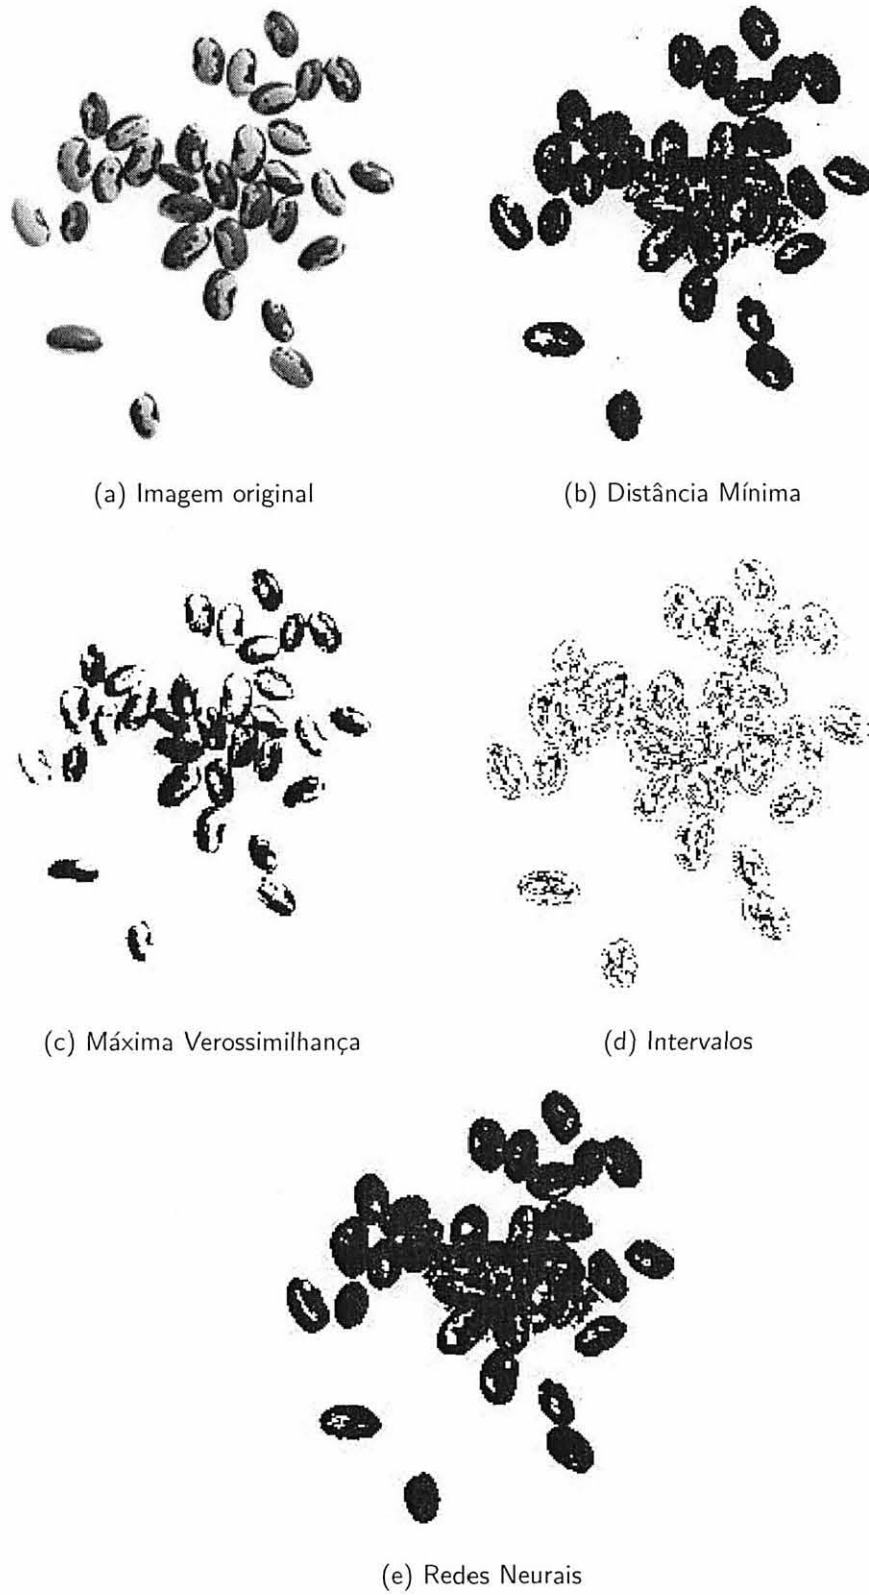 (a) Imagem original
(b) Distância Mínima
(c) Máxima Verossimilhança
(d) Intervalos
(e) Redes Neurais